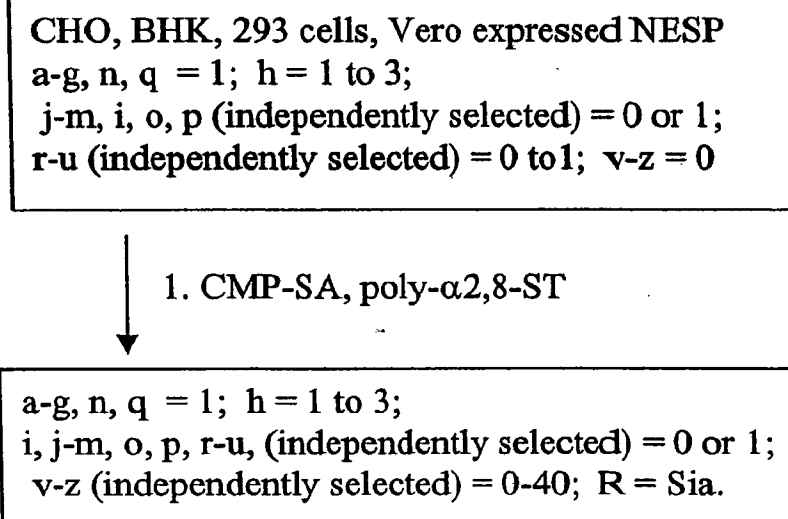 CHO, BHK, 293 cells, Vero expressed NESP
a-g, n, q = 1; h = 1 to 3;
j-m, i, o, p (independently selected) = 0 or 1;
r-u (independently selected) = 0 to1; v-z = 0
1. CMP-SA, poly-α2,8-ST
a-g, n, q = 1; h = 1 to 3;
i, j-m, o, p, r-u, (independently selected) = 0 or 1;
v-z (independently selected) = 0-40; R = Sia.